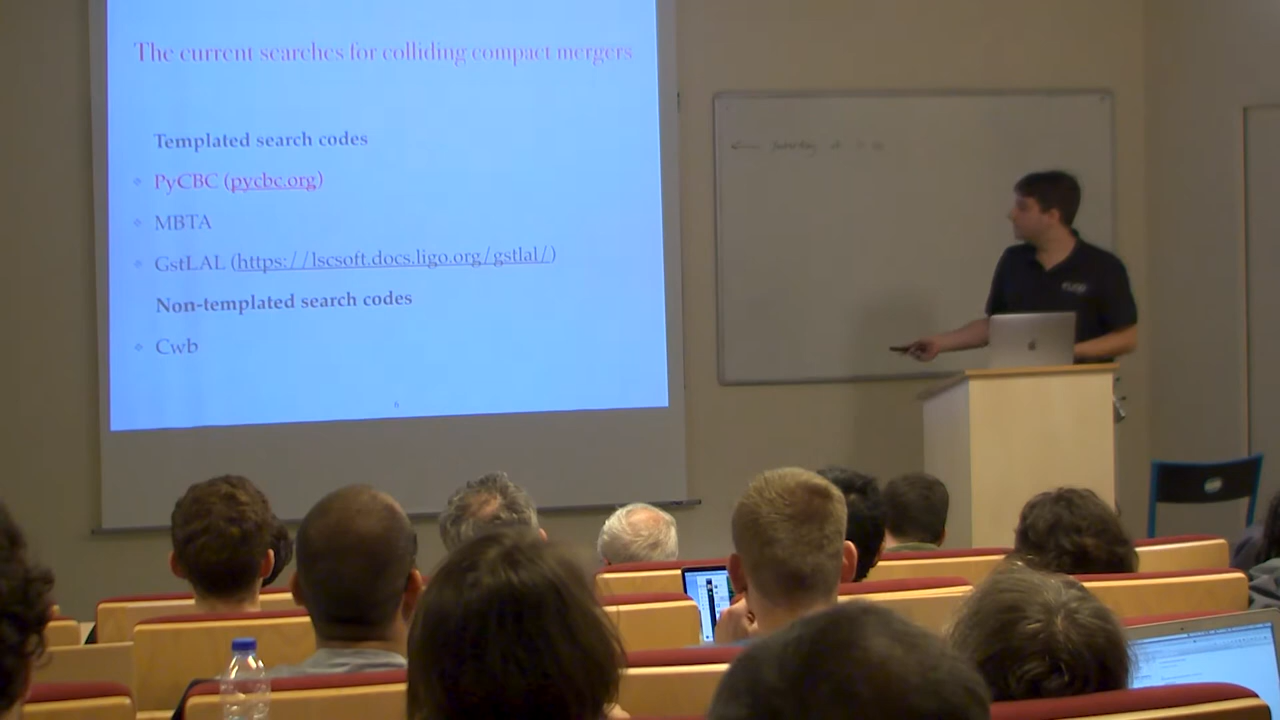 The current searches for colliding compact mergers
Templated search codes
PyCBC (pycbc.org)
MBTA
GstLAL (https://lscsoft.docs.ligo.org/gstlal/)
Non-templated search codes
Cwb
6